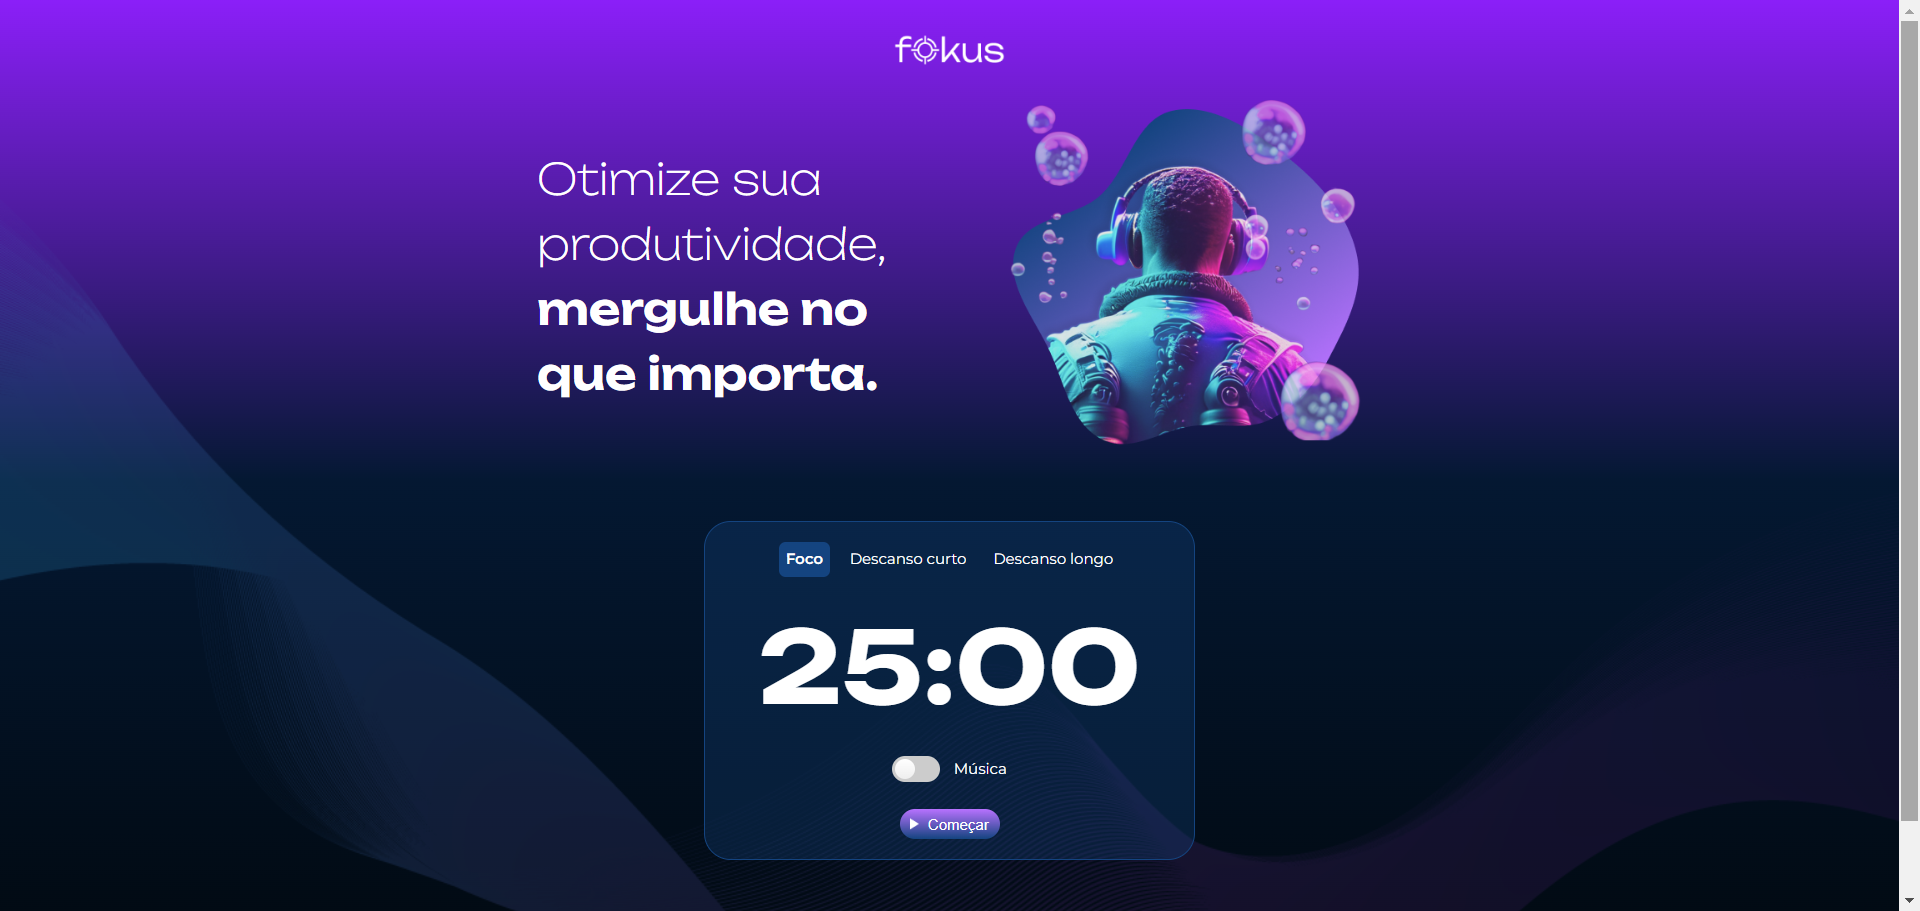 fokus
Otimize sua
produtividade,
mergulhe no
que importa.
Foco Descanso curto Descanso longo
25:00
Música
Começar